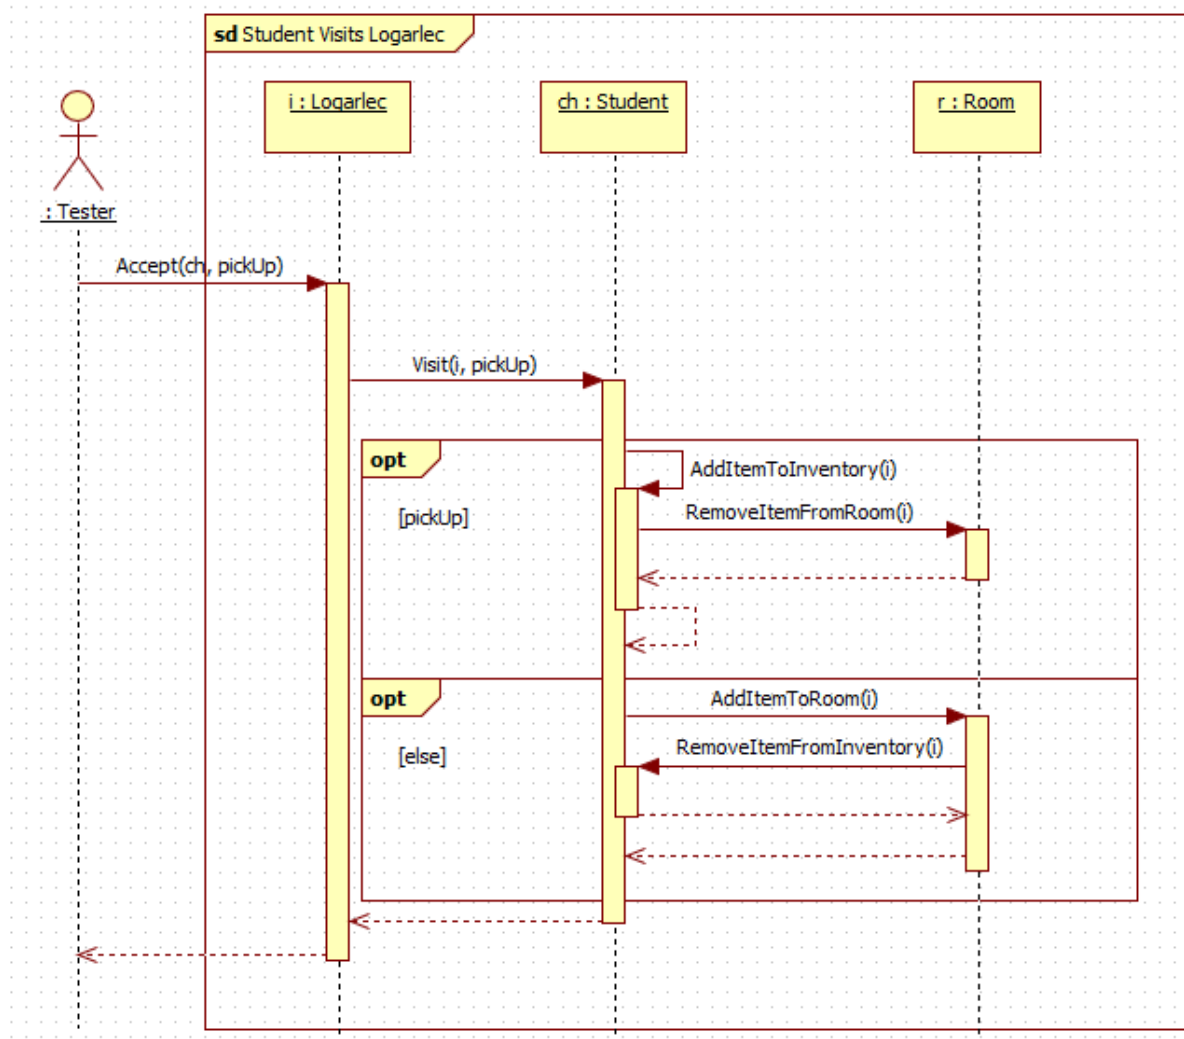 sd Student Visits Logarlec
i : Logarlec
ch : Student
r : Room
: Tester
Accept(ch, pickUp)
Visit(i, pickUp)
opt
AddItemToInventory(i)
[pickUp]
RemoveItemFromRoom(i)
opt
AddItemToRoom(i)
[else]
RemoveItemFromInventory(i)